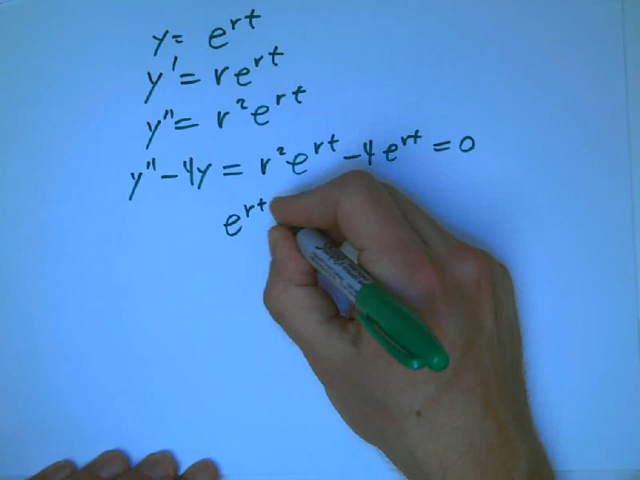 y = e^{rt}
y' = re^{rt}
y'' = r²e^{rt}
y'' - 4y = r²e^{rt} - 4e^{rt} = 0
e^{rt}